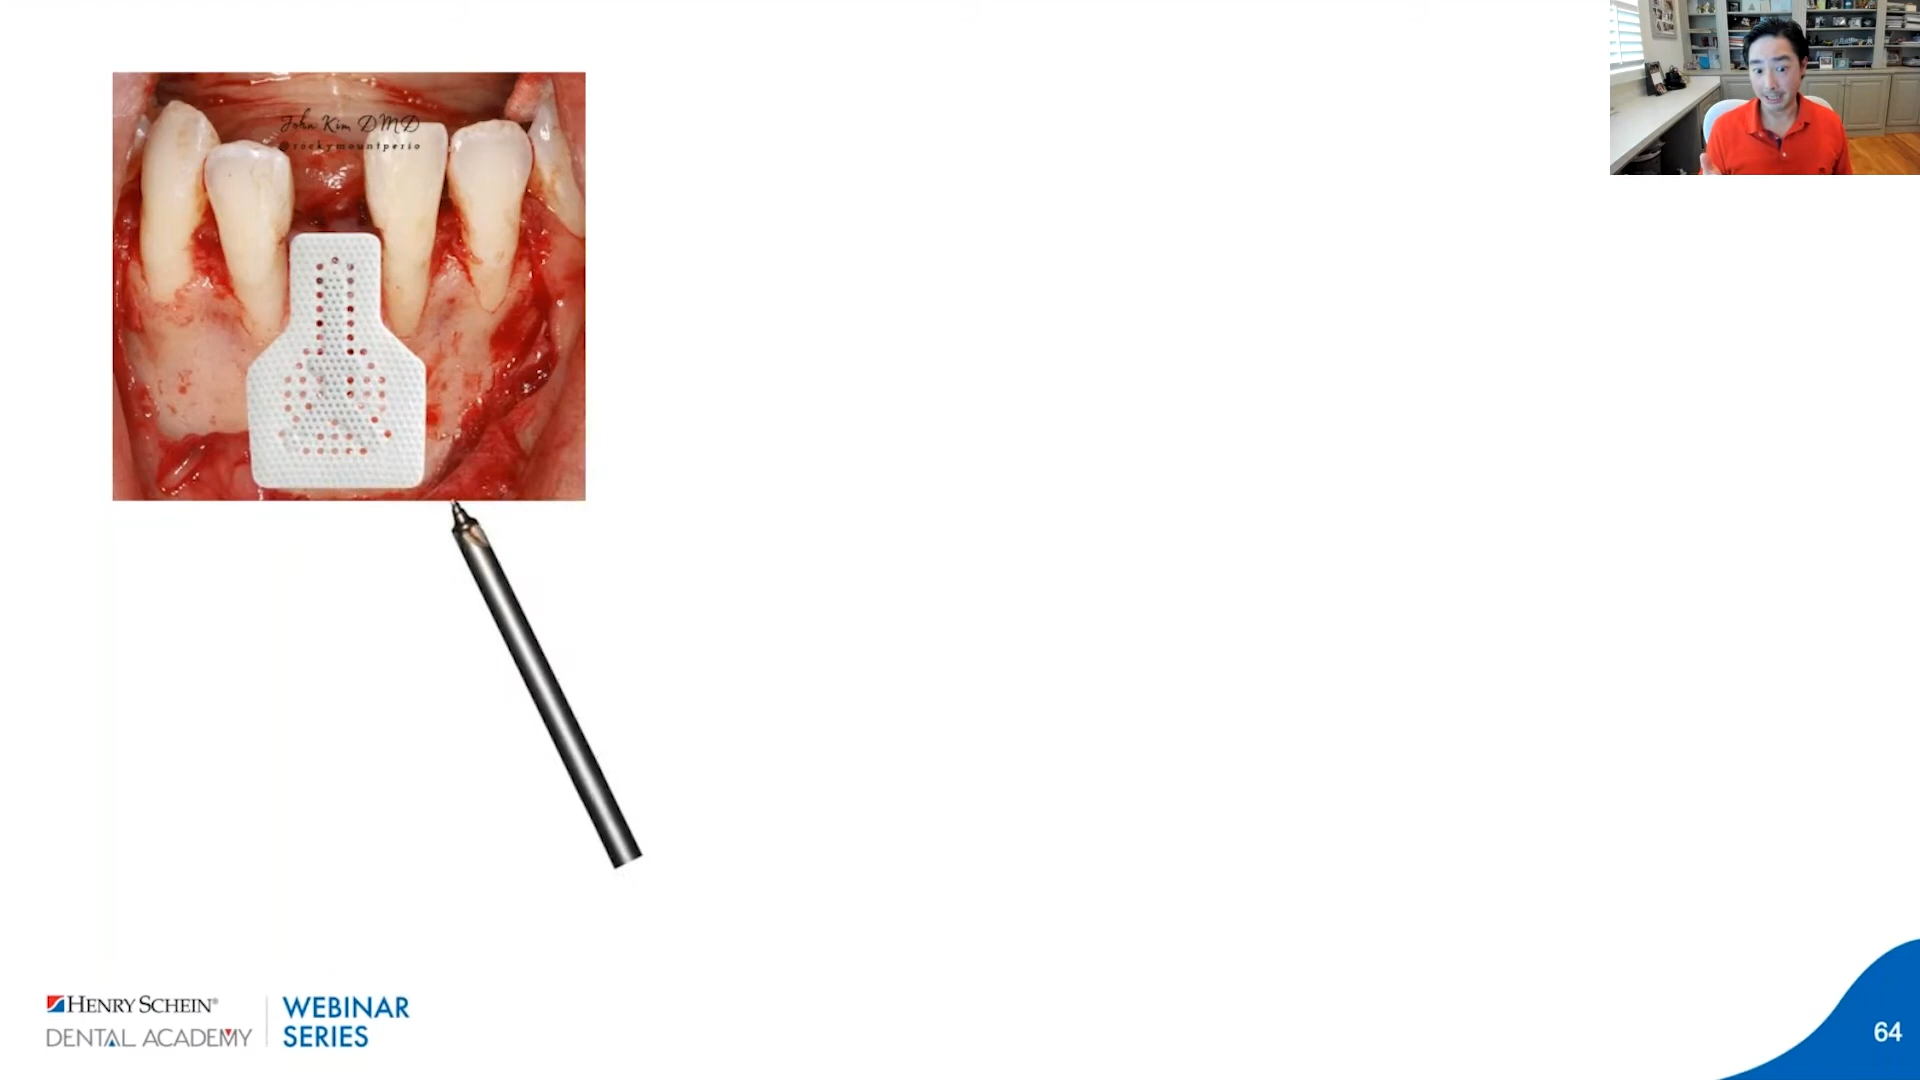 John Kim DMD
@rockymountperio
HENRY SCHEIN®
DENTAL ACADEMY
WEBINAR
SERIES
64